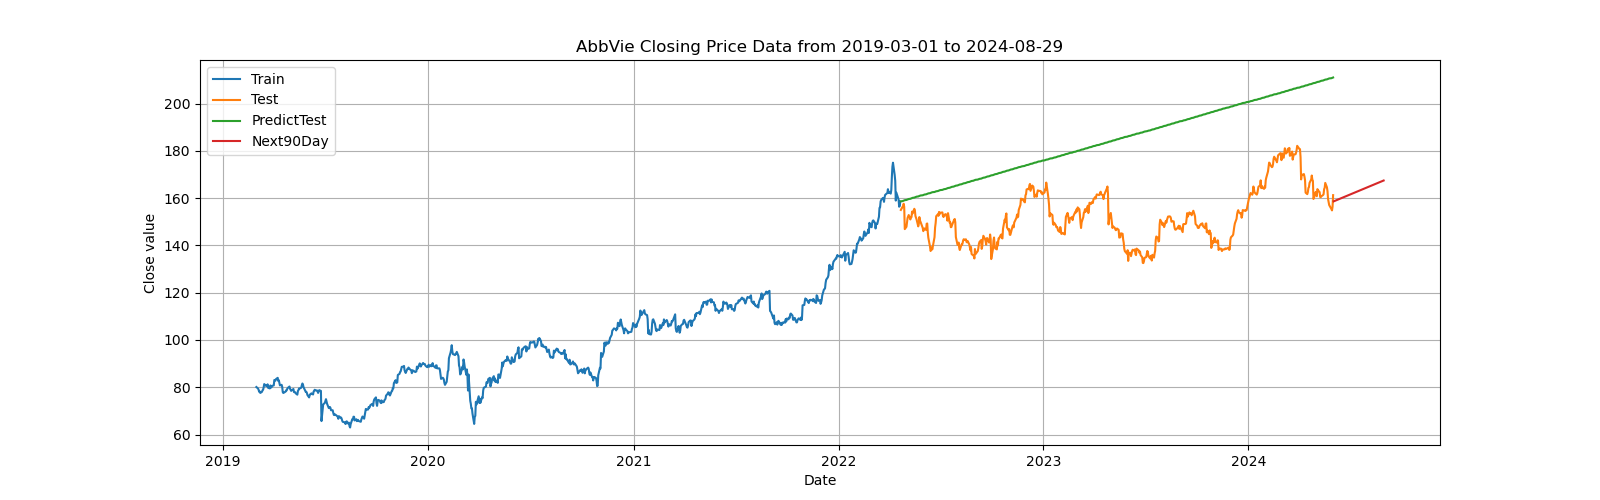 AbbVie Closing Price Data from 2019-03-01 to 2024-08-29
Train
Test
PredictTest
Next90Day
Close value
200
180
160
140
120
100
80
60
2019 2020 2021 2022 2023 2024
Date